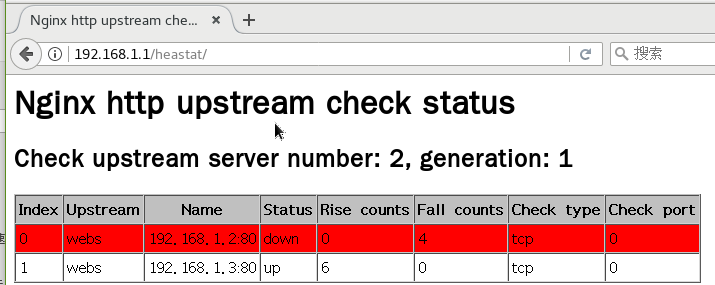 Nginx http upstream che...
192.168.1.1/heastat/
搜索
Nginx http upstream check status
Check upstream server number: 2, generation: 1
Index Upstream Name Status Rise counts Fall counts Check type Check port
0 webs 192.168.1.2:80 down 0 4 tcp 0
1 webs 192.168.1.3:80 up 6 0 tcp 0